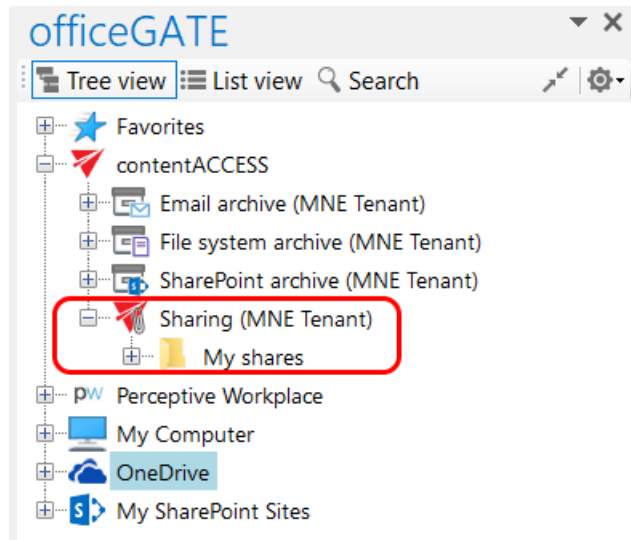 officeGATE
Tree view List view Search
Favorites
contentACCESS
Email archive (MNE Tenant)
File system archive (MNE Tenant)
SharePoint archive (MNE Tenant)
Sharing (MNE Tenant)
My shares
pw Perceptive Workplace
My Computer
OneDrive
S My SharePoint Sites